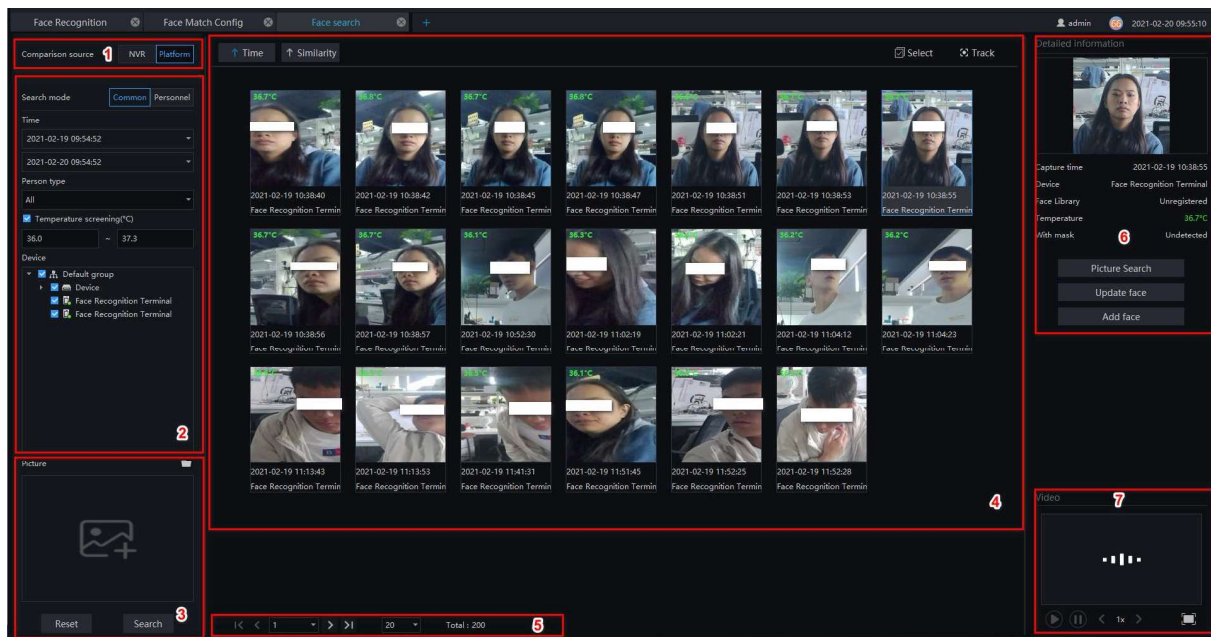 Face Recognition Face Match Config Face search + admin 66 2021-02-20 09:55:10
Comparison source 1 NVR Platform
↑ Time ↑ Similarity Select Track
Detailed information
Search mode Common Personnel
Time
2021-02-19 09:54:52
2021-02-20 09:54:52
Person type
All
Temperature screening(°C)
36.0 ~ 37.3
Device
Default group
Device
Face Recognition Terminal
Face Recognition Terminal
2
Picture
Reset Search 3
36.7°C 36.8°C 36.7°C 36.8°C
2021-02-19 10:38:40 2021-02-19 10:38:42 2021-02-19 10:38:45 2021-02-19 10:38:47 2021-02-19 10:38:51 2021-02-19 10:38:53 2021-02-19 10:38:55
Face Recognition Termin Face Recognition Termin Face Recognition Termin Face Recognition Termin Face Recognition Termin Face Recognition Termin Face Recognition Termin
36.7°C 36.7°C 36.1°C 36.3°C 36.2°C 36.2°C
2021-02-19 10:38:56 2021-02-19 10:38:57 2021-02-19 10:52:30 2021-02-19 11:02:19 2021-02-19 11:02:21 2021-02-19 11:04:12 2021-02-19 11:04:23
Face Recognition Termin Face Recognition Termin Face Recognition Termin Face Recognition Termin Face Recognition Termin Face Recognition Termin Face Recognition Termin
36.1°C
2021-02-19 11:13:43 2021-02-19 11:13:53 2021-02-19 11:41:31 2021-02-19 11:51:45 2021-02-19 11:52:25 2021-02-19 11:52:28
Face Recognition Termin Face Recognition Termin Face Recognition Termin Face Recognition Termin Face Recognition Termin Face Recognition Termin
4
1 20 Total : 200 5
Capture time 2021-02-19 10:38:55
Device Face Recognition Terminal
Face Library Unregistered
Temperature 36.7°C
With mask 6 Undetected
Picture Search
Update face
Add face
Video 7
1x